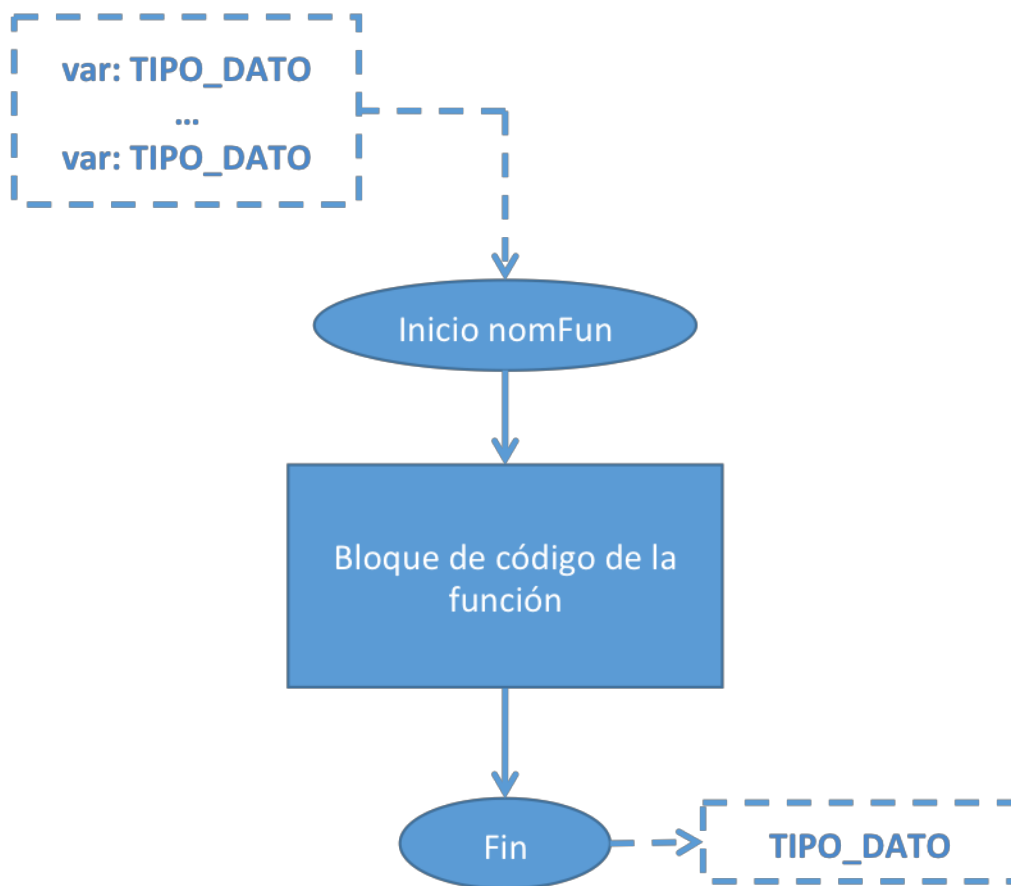 var: TIPO_DATO
...
var: TIPO_DATO
Inicio nomFun
Bloque de código de la
función
Fin
TIPO_DATO